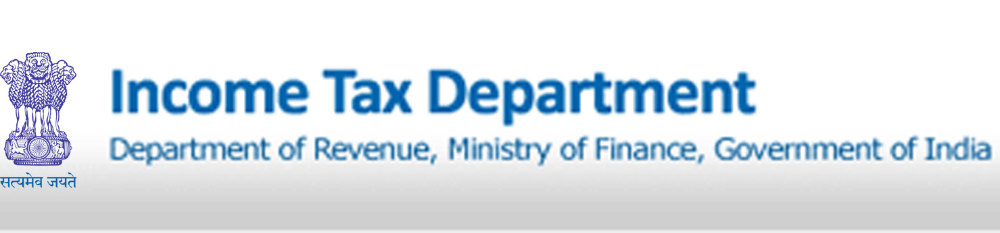 Income Tax Department
Department of Revenue, Ministry of Finance, Government of India
सत्यमेव जयते